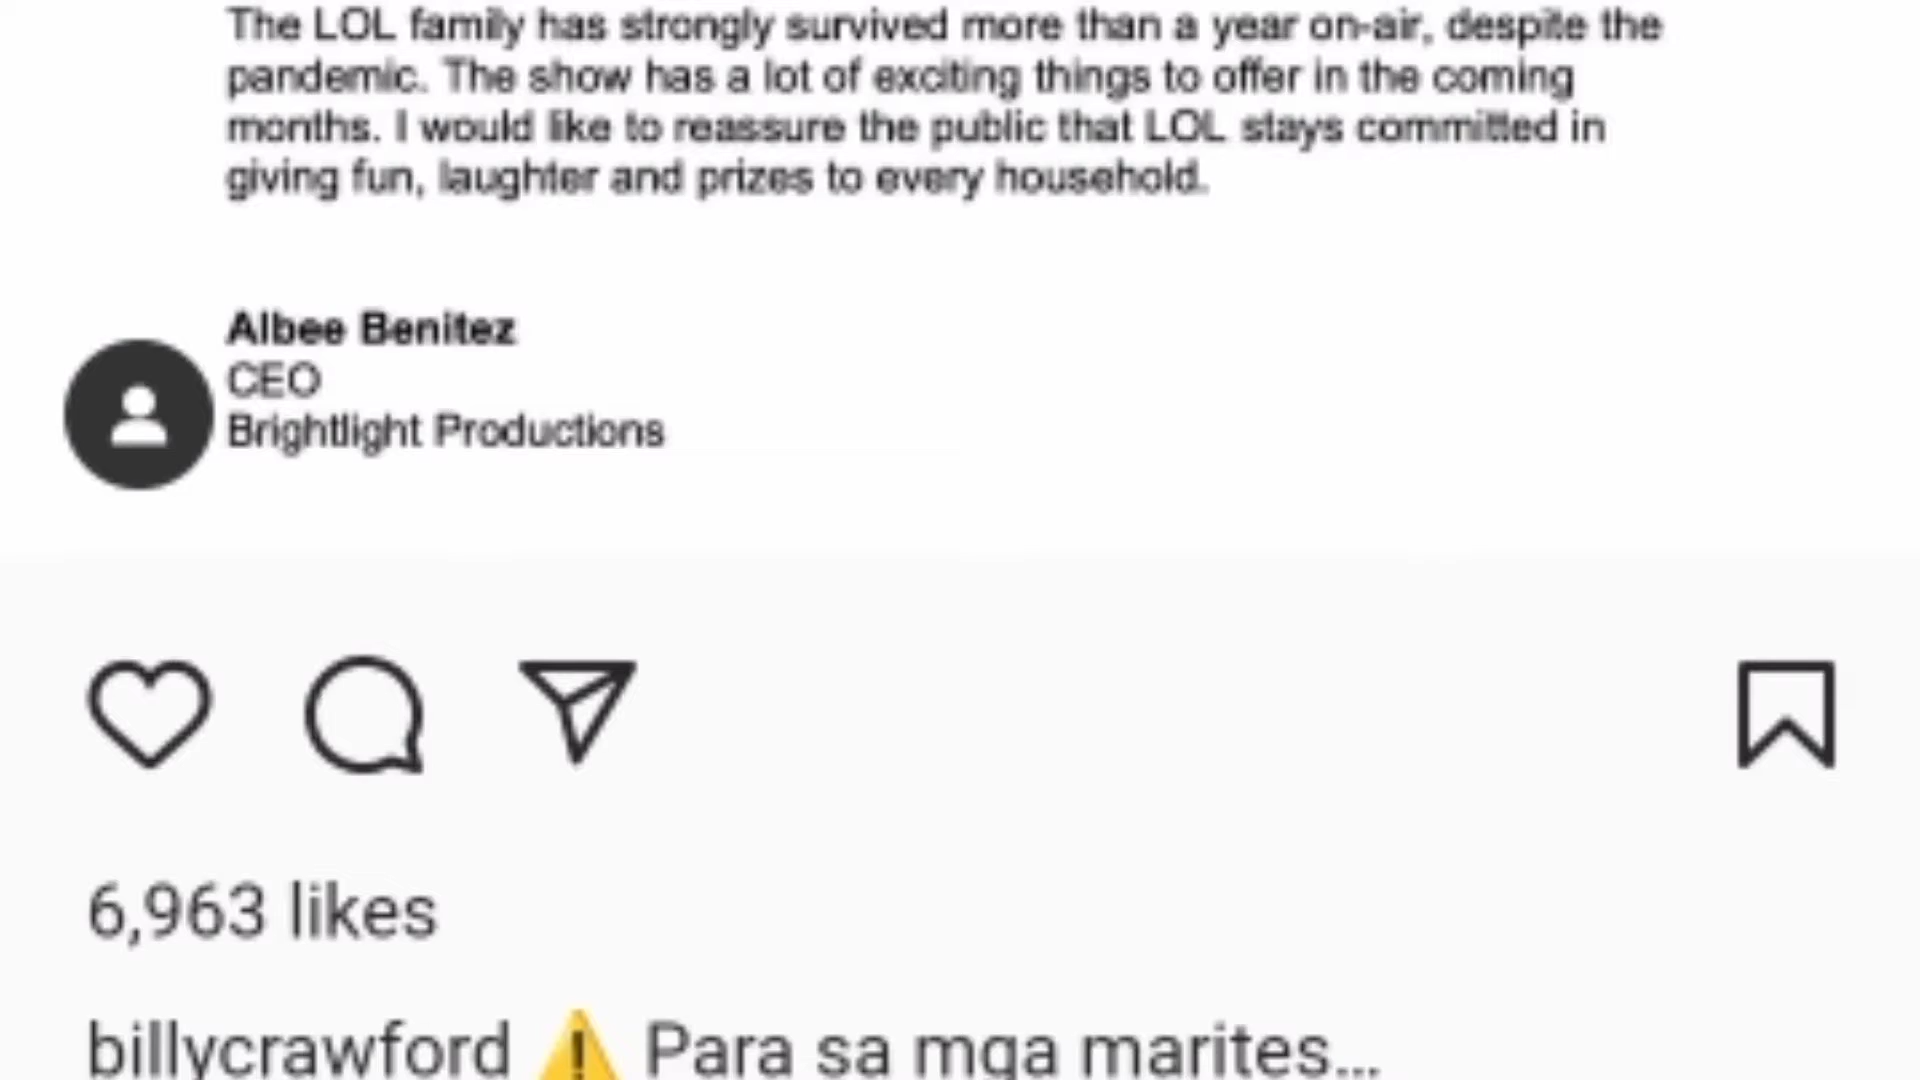 The LOL family has strongly survived more than a year on-air, despite the
pandemic. The show has a lot of exciting things to offer in the coming
months. I would like to reassure the public that LOL stays committed in
giving fun, laughter and prizes to every household.
Albee Benitez
CEO
Brightlight Productions
6,963 likes
billycrawford ⚠️ Para sa mga marites...